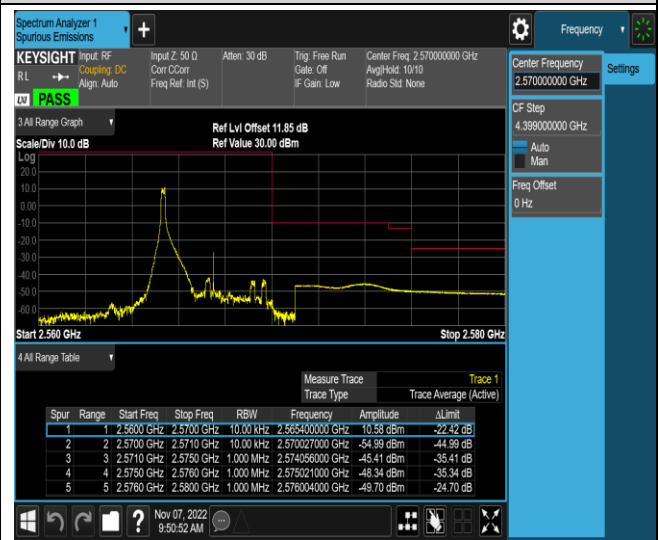 Spectrum Analyzer 1
Spurious Emissions
Frequency
KEYSIGHT
RL
Input: RF
Coupling: DC
Align: Auto
Input Z: 50 Ω
Corr CCorr
Freq Ref: Int (S)
Atten: 30 dB
Trig: Free Run
Gate: Off
IF Gain: Low
Center Freq: 2.570000000 GHz
Avg|Hold: 10/10
Radio Std: None
LXI PASS
3 All Range Graph
Scale/Div 10.0 dB
Ref Lvl Offset 11.85 dB
Ref Value 30.00 dBm
Log
20.0
10.0
0.00
-10.0
-20.0
-30.0
-40.0
-50.0
-60.0
Start 2.560 GHz
Stop 2.580 GHz
4 All Range Table
Measure Trace Trace 1
Trace Type Trace Average (Active)
Spur Range Start Freq Stop Freq RBW Frequency Amplitude ΔLimit
1 1 2.5600 GHz 2.5700 GHz 10.00 kHz 2.565400000 GHz 10.58 dBm -22.42 dB
2 2 2.5700 GHz 2.5710 GHz 10.00 kHz 2.570027000 GHz -54.99 dBm -44.99 dB
3 3 2.5710 GHz 2.5750 GHz 1.000 MHz 2.574056000 GHz -45.41 dBm -35.41 dB
4 4 2.5750 GHz 2.5760 GHz 1.000 MHz 2.575021000 GHz -48.34 dBm -35.34 dB
5 5 2.5760 GHz 2.5800 GHz 1.000 MHz 2.576004000 GHz -49.70 dBm -24.70 dB
Nov 07, 2022
9:50:52 AM
Center Frequency
2.570000000 GHz
CF Step
4.399000000 GHz
Auto
Man
Freq Offset
0 Hz
Settings